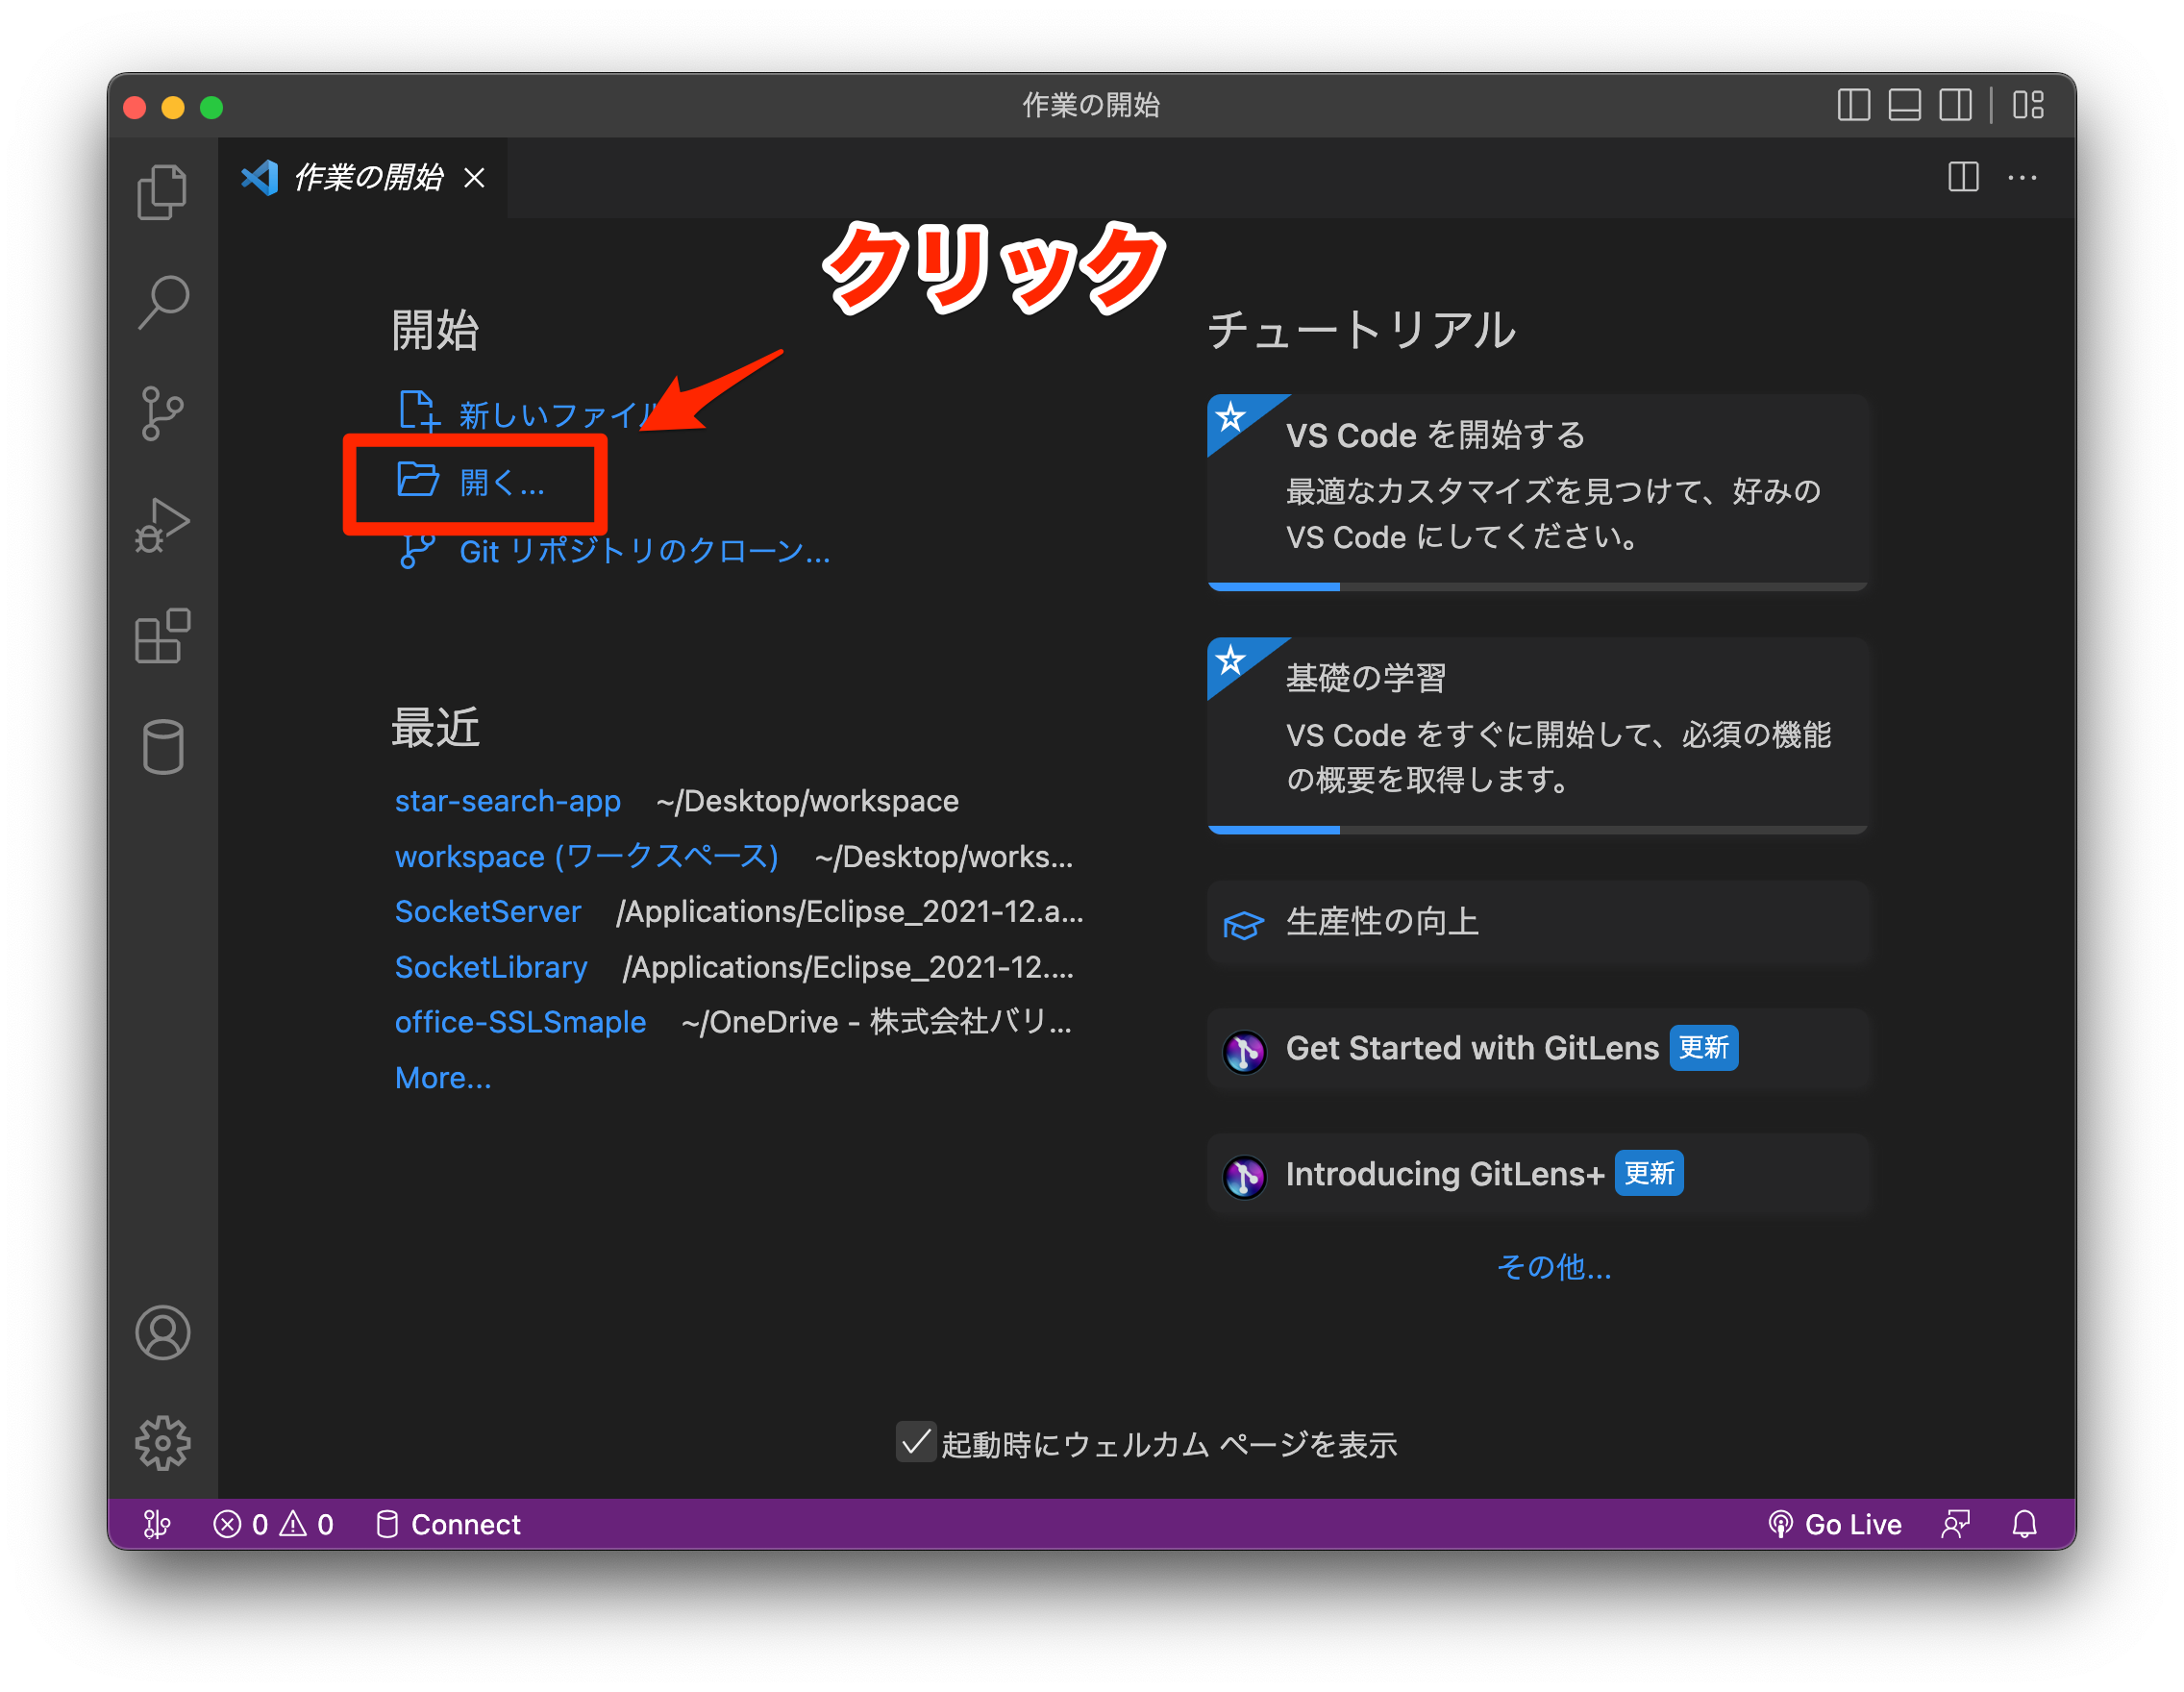 作業の開始
作業の開始
クリック
開始
新しいファイル
開く...
Git リポジトリのクローン...
最近
star-search-app ~/Desktop/workspace
workspace (ワークスペース) ~/Desktop/works...
SocketServer /Applications/Eclipse_2021-12.a...
SocketLibrary /Applications/Eclipse_2021-12....
office-SSLSmaple ~/OneDrive - 株式会社バリ...
More...
チュートリアル
VS Code を開始する
最適なカスタマイズを見つけて、好みの
VS Code にしてください。
基礎の学習
VS Code をすぐに開始して、必須の機能
の概要を取得します。
生産性の向上
Get Started with GitLens 更新
Introducing GitLens+ 更新
その他...
起動時にウェルカム ページを表示
0 0 Connect Go Live